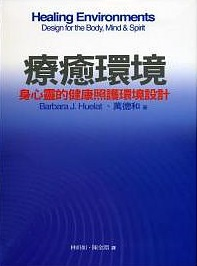 Healing Environments
Design for the Body, Mind & Spirit
療癒環境
身心靈的健康照護環境設計
Barbara J. Huelat、萬德和 著
譯